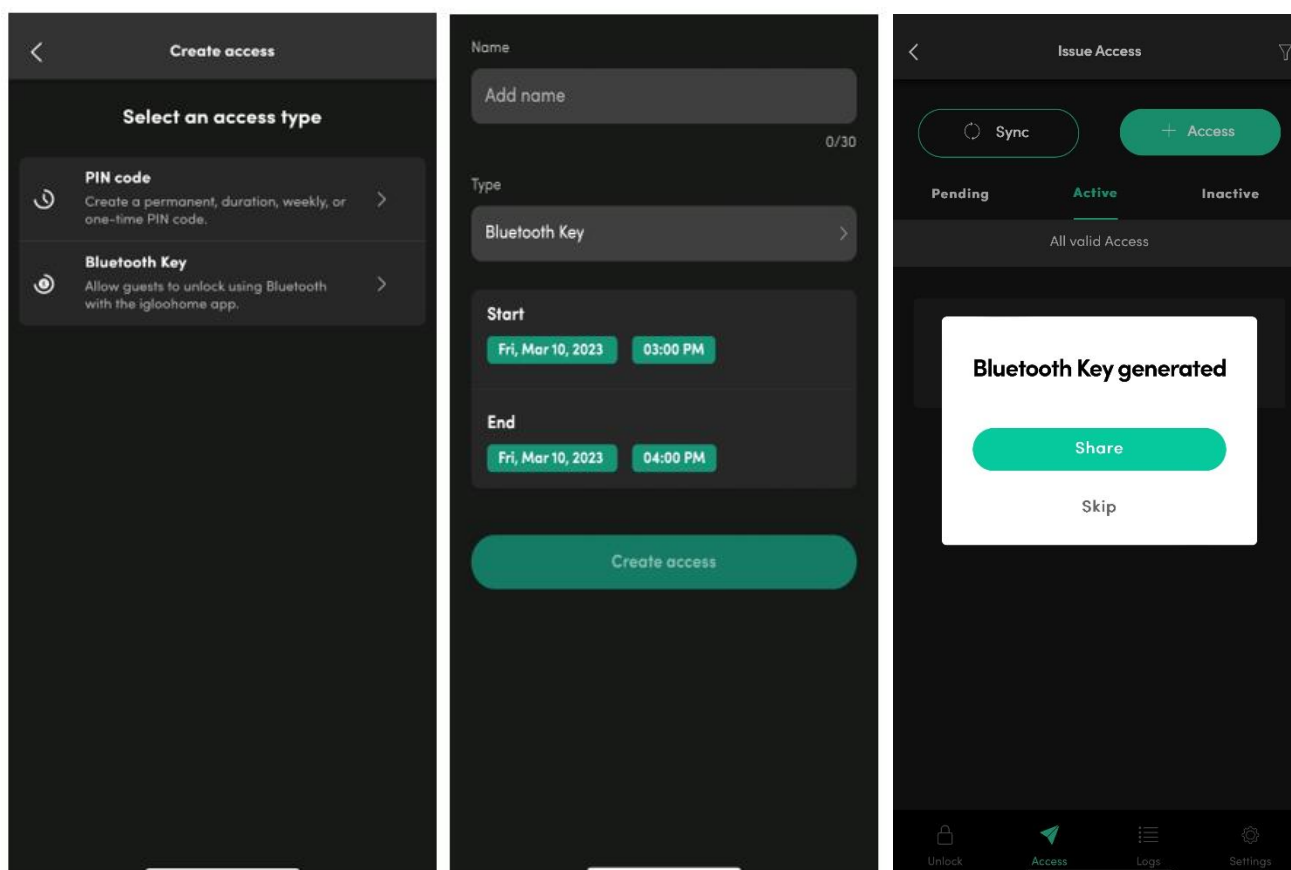 Create access
Select an access type
PIN code
Create a permanent, duration, weekly, or
one-time PIN code.
Bluetooth Key
Allow guests to unlock using Bluetooth
with the igloohome app.
Name
Add name
0/30
Type
Bluetooth Key
Start
Fri, Mar 10, 2023 03:00 PM
End
Fri, Mar 10, 2023 04:00 PM
Create access
Issue Access
Sync + Access
Pending Active Inactive
All valid Access
Bluetooth Key generated
Share
Skip
Unlock Access Logs Settings